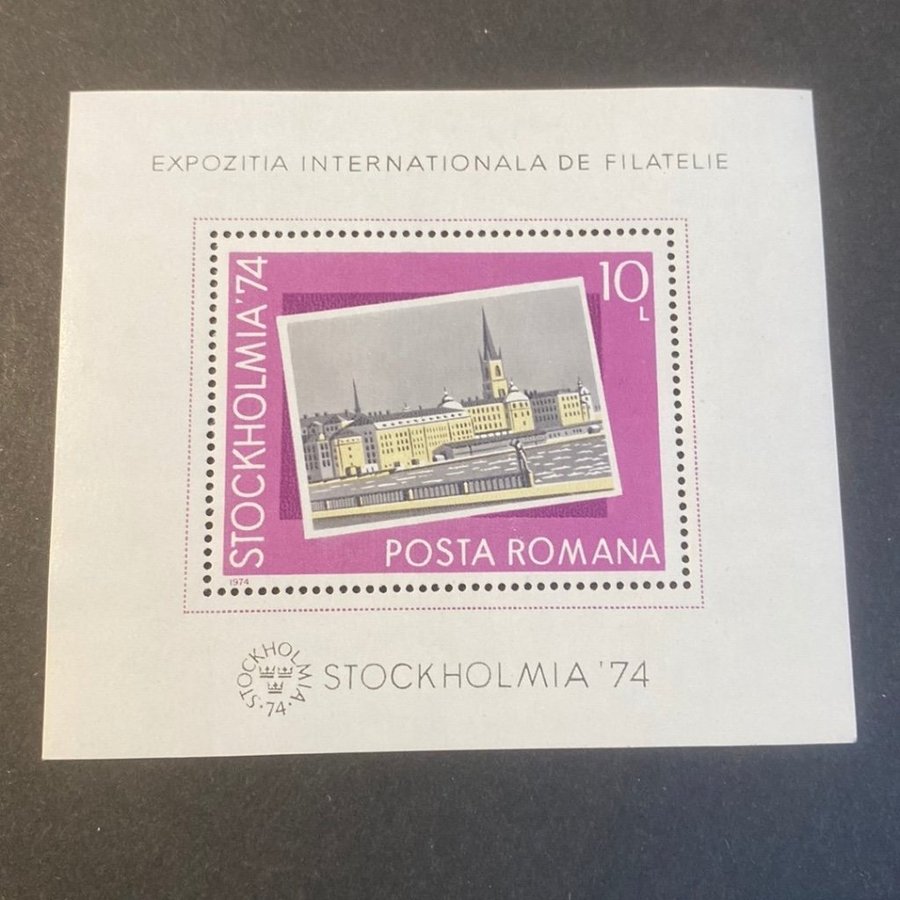 EXPOZITIA INTERNATIONALA DE FILATELIE
STOCKHOLMIA'74
10
L
POSTA ROMANA
1974
STOCKHOLMIA
·74·
STOCKHOLMIA '74